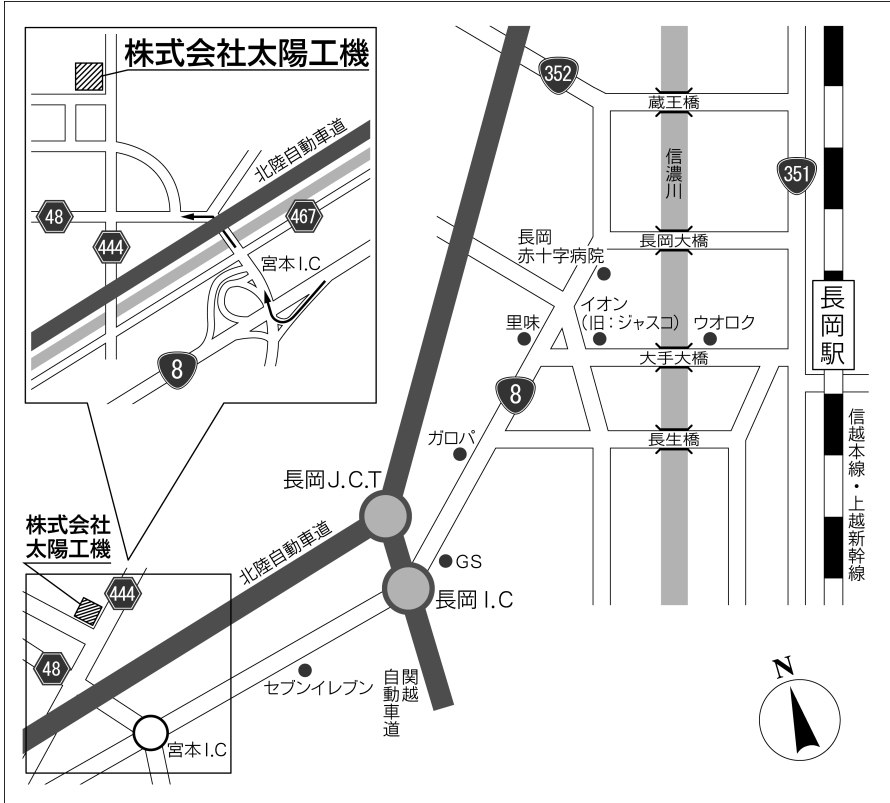 株式会社太陽工機
北陸自動車道
48
444
467
宮本I.C
8
352
蔵王橋
信濃川
351
長岡大橋
長岡
赤十字病院
イオン
(旧：ジャスコ)
ウオロク
里味
大手大橋
長岡駅
8
ガロパ
長生橋
信越本線・上越新幹線
長岡J.C.T
北陸自動車道
GS
長岡I.C
株式会社
太陽工機
444
48
セブンイレブン
関越
自動車道
宮本I.C
N